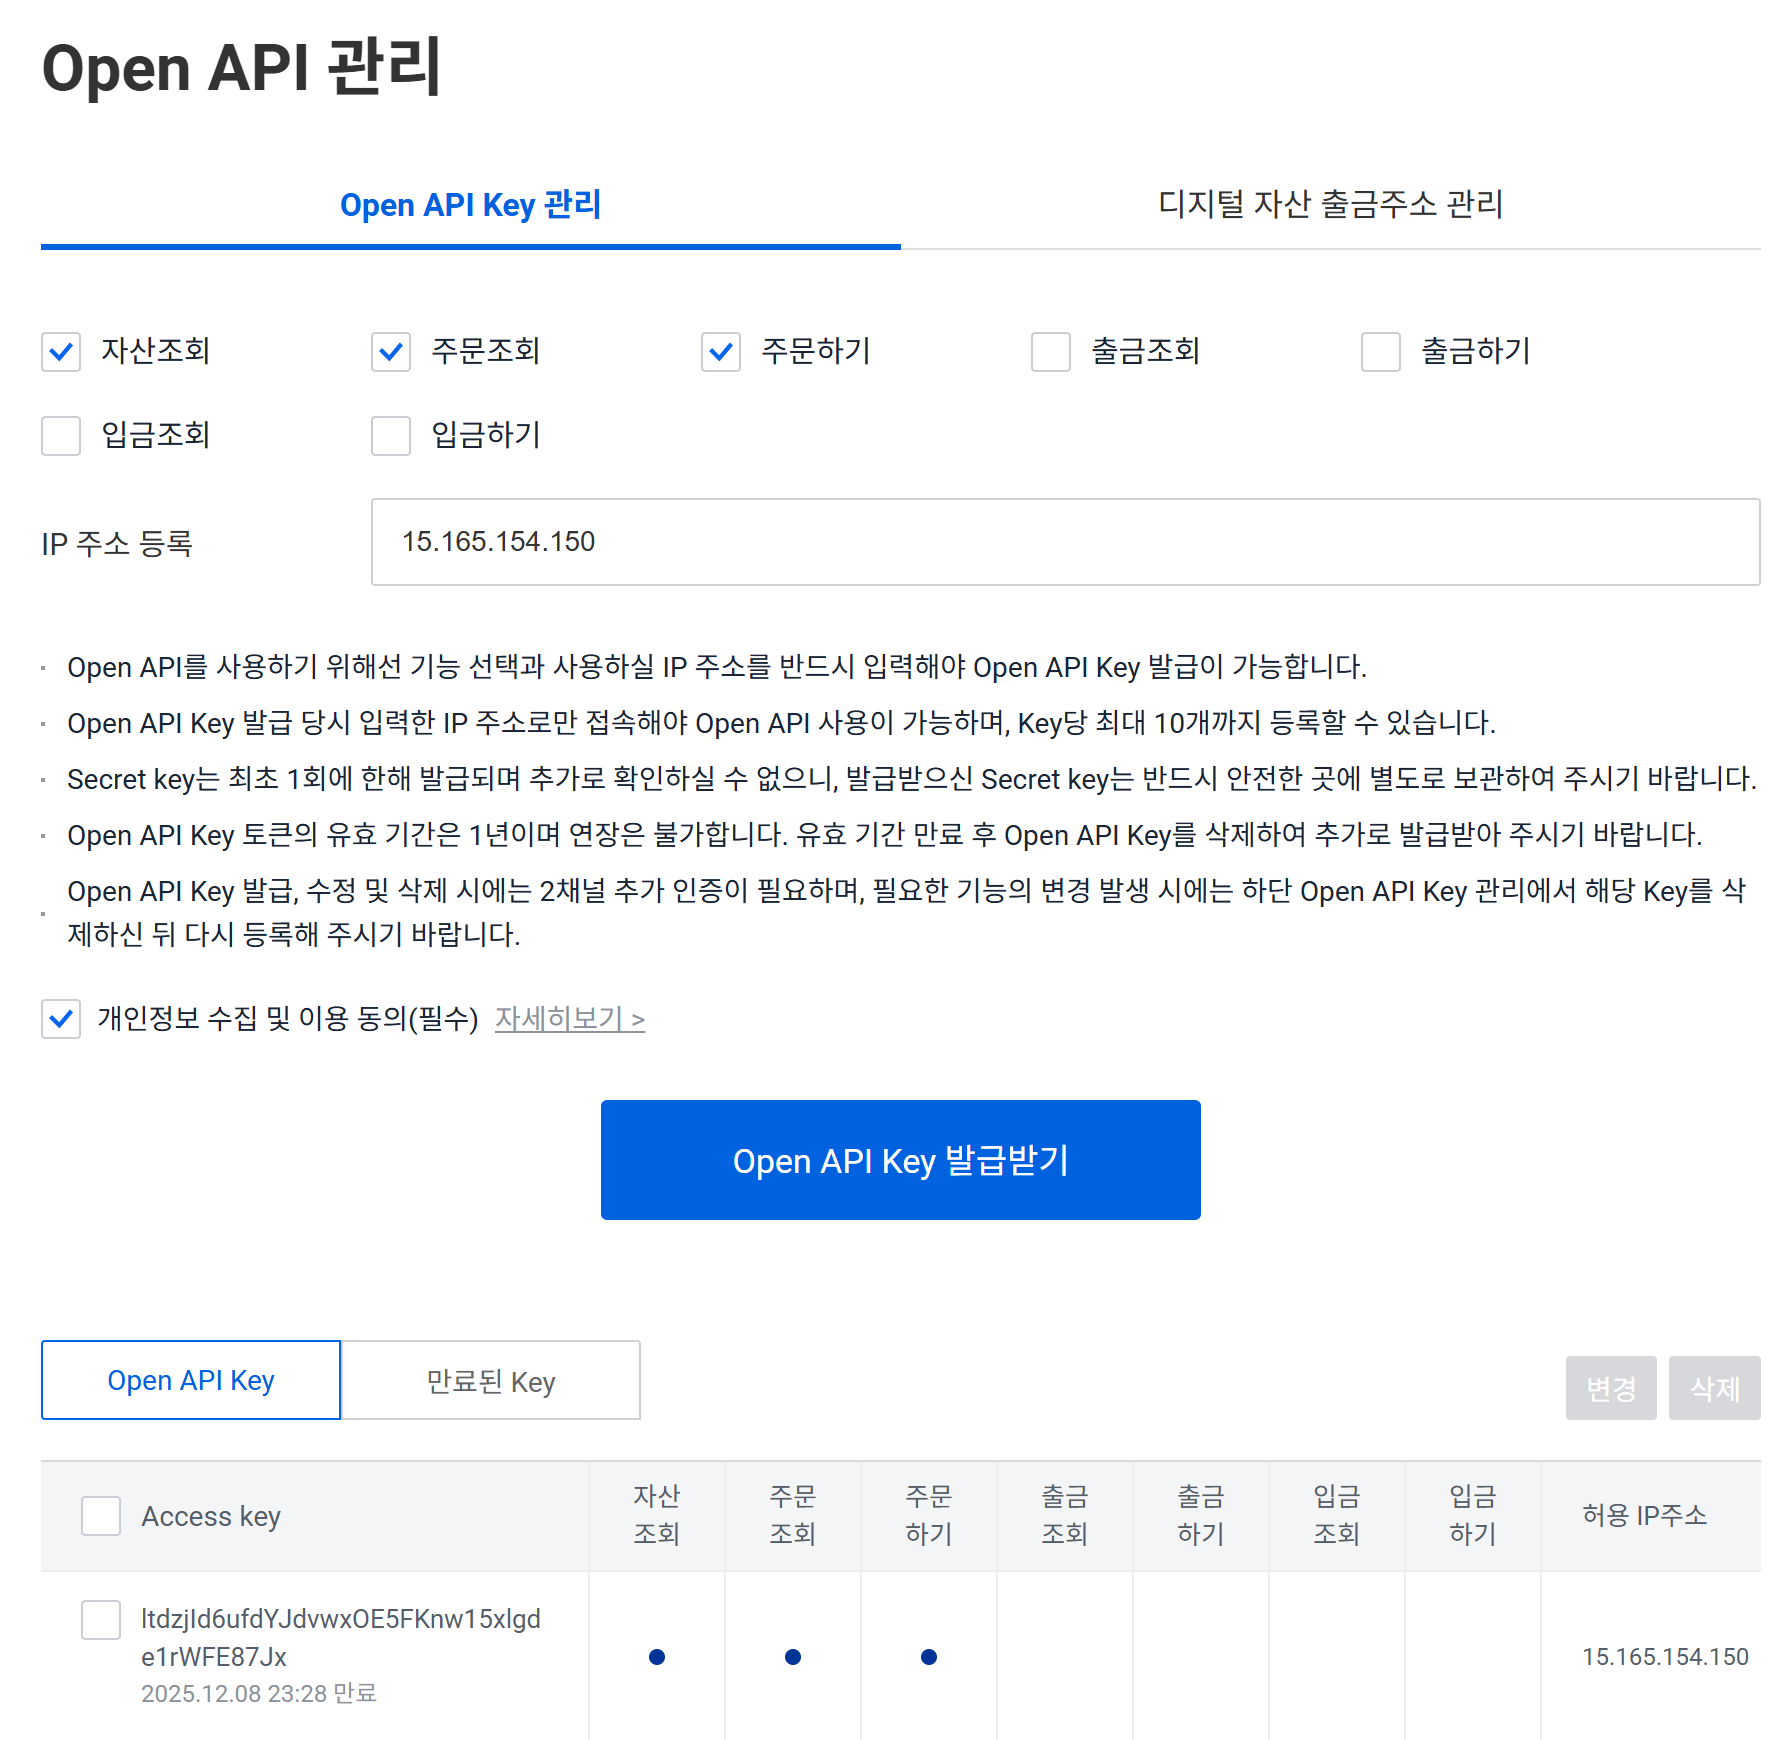 Open API 관리
Open API Key 관리
디지털 자산 출금주소 관리
자산조회
주문조회
주문하기
출금조회
출금하기
입금조회
입금하기
IP 주소 등록
15.165.154.150
· Open API를 사용하기 위해선 기능 선택과 사용하실 IP 주소를 반드시 입력해야 Open API Key 발급이 가능합니다.
· Open API Key 발급 당시 입력한 IP 주소로만 접속해야 Open API 사용이 가능하며, Key당 최대 10개까지 등록할 수 있습니다.
· Secret key는 최초 1회에 한해 발급되며 추가로 확인하실 수 없으니, 발급받으신 Secret key는 반드시 안전한 곳에 별도로 보관하여 주시기 바랍니다.
· Open API Key 토큰의 유효 기간은 1년이며 연장은 불가합니다. 유효 기간 만료 후 Open API Key를 삭제하여 추가로 발급받아 주시기 바랍니다.
· Open API Key 발급, 수정 및 삭제 시에는 2채널 추가 인증이 필요하며, 필요한 기능의 변경 발생 시에는 하단 Open API Key 관리에서 해당 Key를 삭
제하신 뒤 다시 등록해 주시기 바랍니다.
개인정보 수집 및 이용 동의(필수) 자세히보기 >
Open API Key 발급받기
Open API Key
만료된 Key
변경
삭제
Access key
자산
조회
주문
조회
주문
하기
출금
조회
출금
하기
입금
조회
입금
하기
허용 IP주소
ltdzjId6ufdYJdvwxOE5FKnw15xlgd
e1rWFE87Jx
2025.12.08 23:28 만료
15.165.154.150